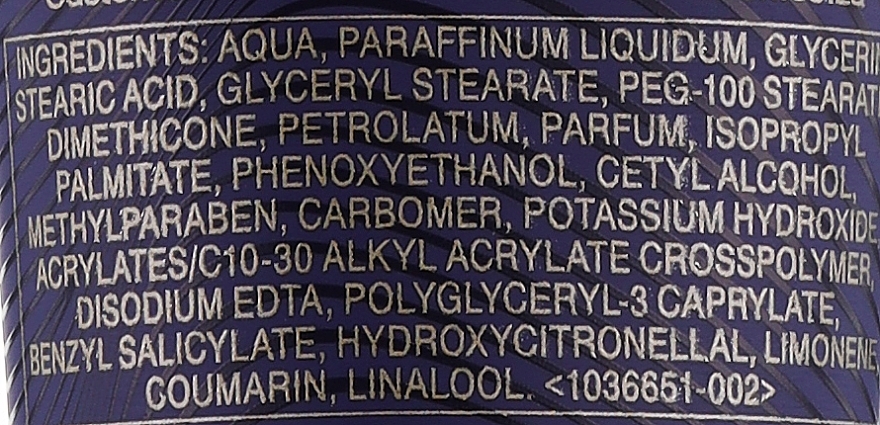 INGREDIENTS: AQUA, PARAFFINUM LIQUIDUM, GLYCERIN
STEARIC ACID, GLYCERYL STEARATE, PEG-100 STEARAT
DIMETHICONE, PETROLATUM, PARFUM, ISOPROPYL
PALMITATE, PHENOXYETHANOL, CETYL ALCOHOL,
METHYLPARABEN, CARBOMER, POTASSIUM HYDROXIDE,
ACRYLATES/C10-30 ALKYL ACRYLATE CROSSPOLYMER,
DISODIUM EDTA, POLYGLYCERYL-3 CAPRYLATE,
BENZYL SALICYLATE, HYDROXYCITRONELLAL, LIMONENE,
COUMARIN, LINALOOL. <1036651-002>